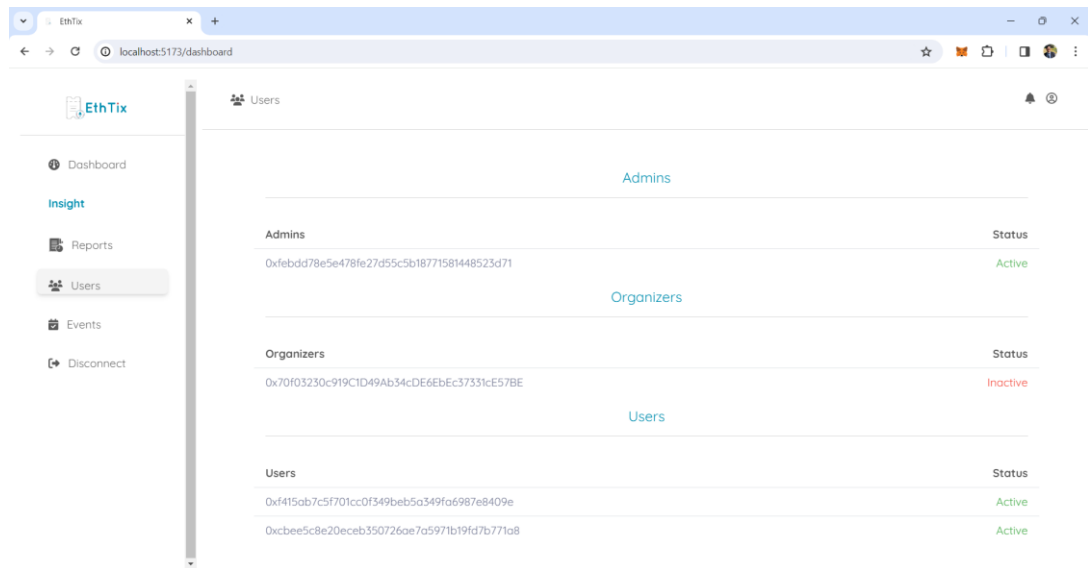 EthTix
localhost:5173/dashboard
EthTix
Users
Dashboard
Insight
Reports
Users
Events
Disconnect
Admins
Admins Status
0xfebdd78e5e478fe27d55c5b18771581448523d71 Active
Organizers
Organizers Status
0x70f03230c919C1D49Ab34cDE6EbEc37331cE57BE Inactive
Users
Users Status
0xf415ab7c5f701cc0f349beb5a349fa6987e8409e Active
0xcbee5c8e20eceb350726ae7a5971b19fd7b771a8 Active